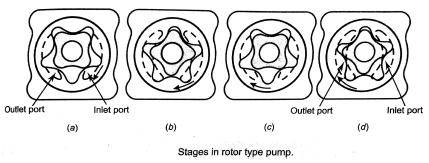 Outlet port
Inlet port
Outlet port
Inlet port
(a)
(b)
(c)
(d)
Stages in rotor type pump.